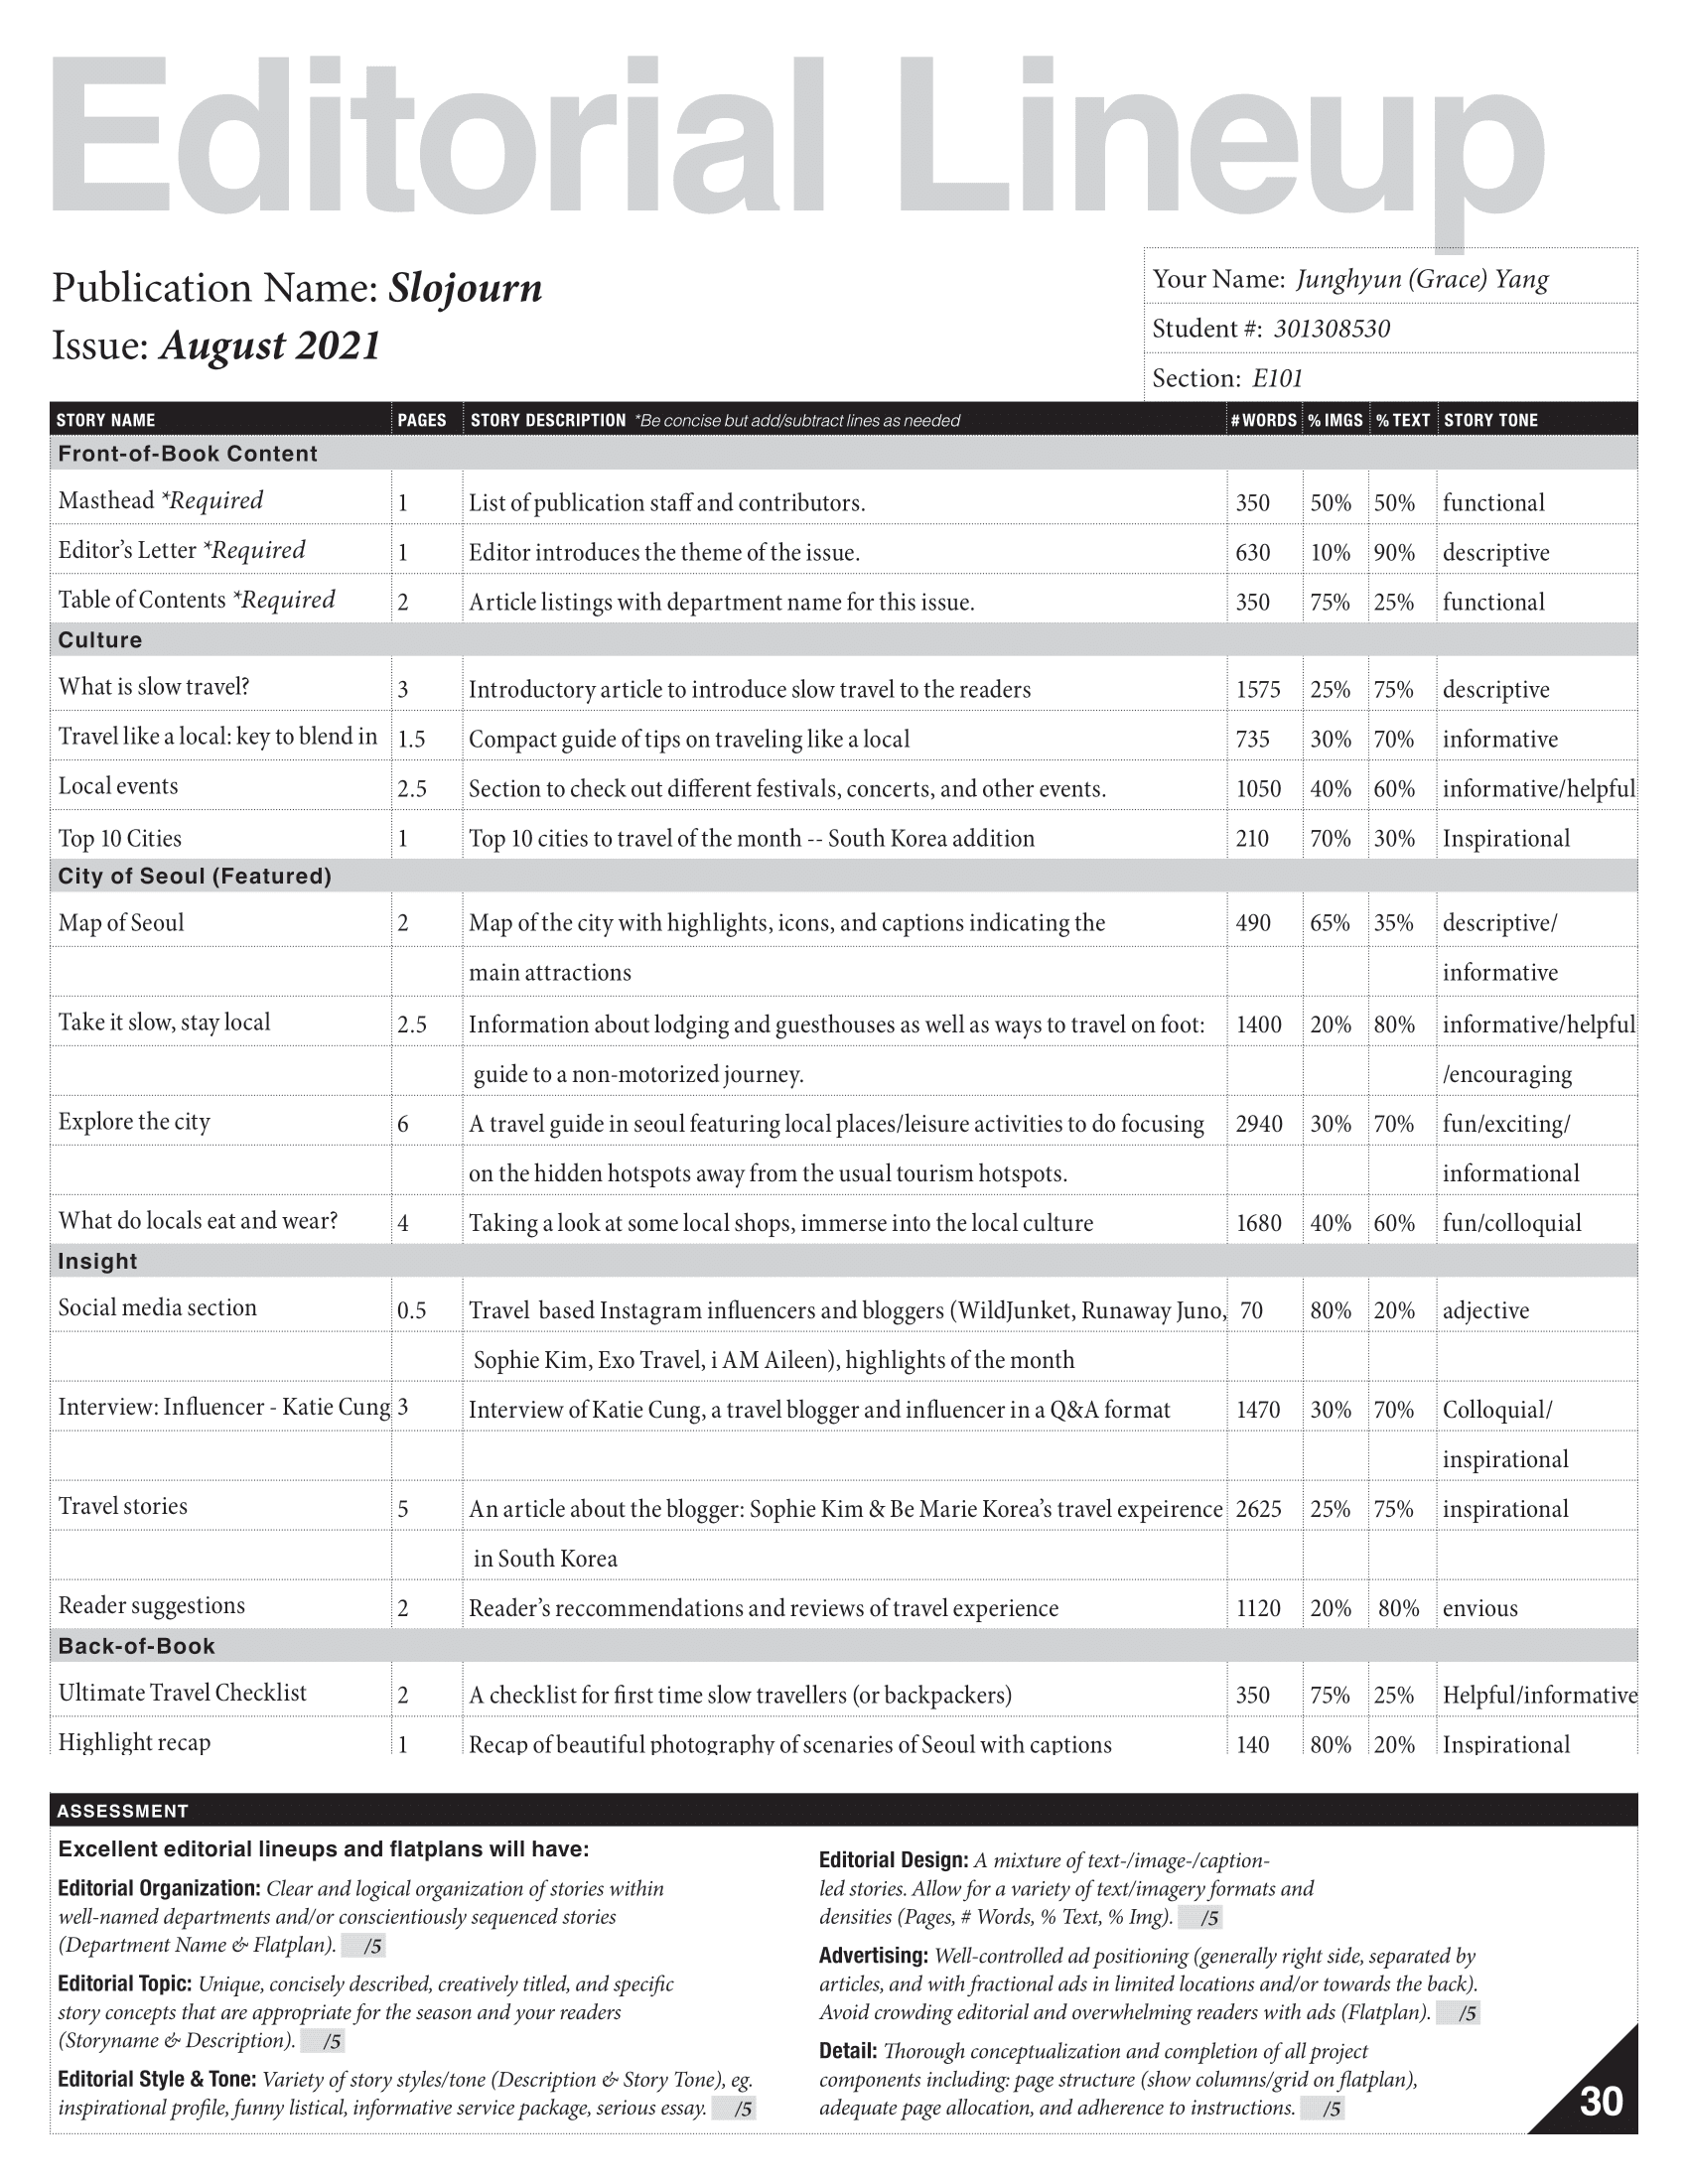 Editorial Lineup
Publication Name: Slojourn
Issue: August 2021
Your Name: Junghyun (Grace) Yang
Student #: 301308530
Section: E101
STORY NAME PAGES STORY DESCRIPTION *Be concise but add/subtract lines as needed # WORDS % IMGS % TEXT STORY TONE
Front-of-Book Content
Masthead *Required 1 List of publication staff and contributors. 350 50% 50% functional
Editor's Letter *Required 1 Editor introduces the theme of the issue. 630 10% 90% descriptive
Table of Contents *Required 2 Article listings with department name for this issue. 350 75% 25% functional
Culture
What is slow travel? 3 Introductory article to introduce slow travel to the readers 1575 25% 75% descriptive
Travel like a local: key to blend in 1.5 Compact guide of tips on traveling like a local 735 30% 70% informative
Local events 2.5 Section to check out different festivals, concerts, and other events. 1050 40% 60% informative/helpful
Top 10 Cities 1 Top 10 cities to travel of the month -- South Korea addition 210 70% 30% Inspirational
City of Seoul (Featured)
Map of Seoul 2 Map of the city with highlights, icons, and captions indicating the 490 65% 35% descriptive/
main attractions informative
Take it slow, stay local 2.5 Information about lodging and guesthouses as well as ways to travel on foot: 1400 20% 80% informative/helpful
guide to a non-motorized journey. /encouraging
Explore the city 6 A travel guide in seoul featuring local places/leisure activities to do focusing 2940 30% 70% fun/exciting/
on the hidden hotspots away from the usual tourism hotspots. informational
What do locals eat and wear? 4 Taking a look at some local shops, immerse into the local culture 1680 40% 60% fun/colloquial
Insight
Social media section 0.5 Travel based Instagram influencers and bloggers (WildJunket, Runaway Juno, 70 80% 20% adjective
Sophie Kim, Exo Travel, i AM Aileen), highlights of the month
Interview: Influencer - Katie Cung 3 Interview of Katie Cung, a travel blogger and influencer in a Q&A format 1470 30% 70% Colloquial/
inspirational
Travel stories 5 An article about the blogger: Sophie Kim & Be Marie Korea's travel expeirence 2625 25% 75% inspirational
in South Korea
Reader suggestions 2 Reader's reccommendations and reviews of travel experience 1120 20% 80% envious
Back-of-Book
Ultimate Travel Checklist 2 A checklist for first time slow travellers (or backpackers) 350 75% 25% Helpful/informative
Highlight recap 1 Recap of beautiful photography of scenaries of Seoul with captions 140 80% 20% Inspirational
ASSESSMENT
Excellent editorial lineups and flatplans will have:
Editorial Organization: Clear and logical organization of stories within
well-named departments and/or conscientiously sequenced stories
(Department Name & Flatplan). /5
Editorial Topic: Unique, concisely described, creatively titled, and specific
story concepts that are appropriate for the season and your readers
(Storyname & Description). /5
Editorial Style & Tone: Variety of story styles/tone (Description & Story Tone), eg.
inspirational profile, funny listical, informative service package, serious essay. /5
Editorial Design: A mixture of text-/image-/caption-
led stories. Allow for a variety of text/imagery formats and
densities (Pages, # Words, % Text, % Img). /5
Advertising: Well-controlled ad positioning (generally right side, separated by
articles, and with fractional ads in limited locations and/or towards the back).
Avoid crowding editorial and overwhelming readers with ads (Flatplan). /5
Detail: Thorough conceptualization and completion of all project
components including: page structure (show columns/grid on flatplan),
adequate page allocation, and adherence to instructions. /5
30